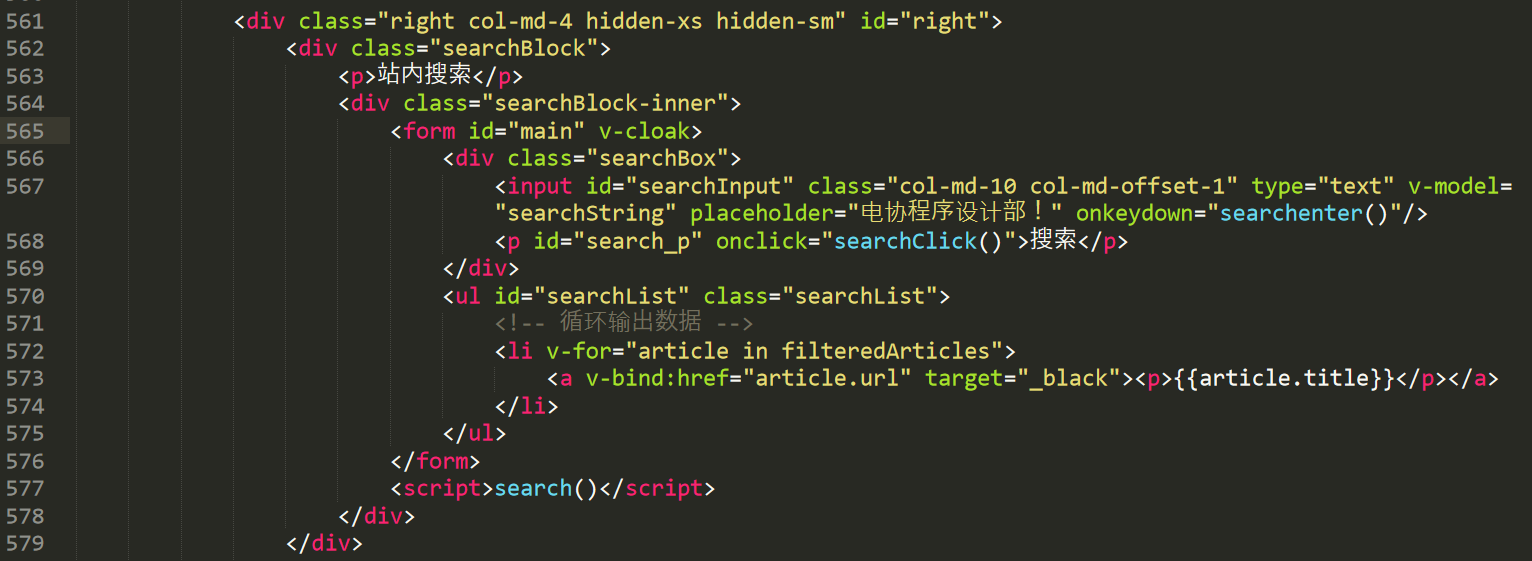 561 <div class="right col-md-4 hidden-xs hidden-sm" id="right">
562 <div class="searchBlock">
563 <p>站内搜索</p>
564 <div class="searchBlock-inner">
565 <form id="main" v-cloak>
566 <div class="searchBox">
567 <input id="searchInput" class="col-md-10 col-md-offset-1" type="text" v-model=
"searchString" placeholder="电协程序设计部！" onkeydown="searchenter()"/>
568 <p id="search_p" onclick="searchClick()">搜索</p>
569 </div>
570 <ul id="searchList" class="searchList">
571 <!-- 循环输出数据 -->
572 <li v-for="article in filteredArticles">
573 <a v-bind:href="article.url" target="_black"><p>{{article.title}}</p></a>
574 </li>
575 </ul>
576 </form>
577 <script>search()</script>
578 </div>
579 </div>